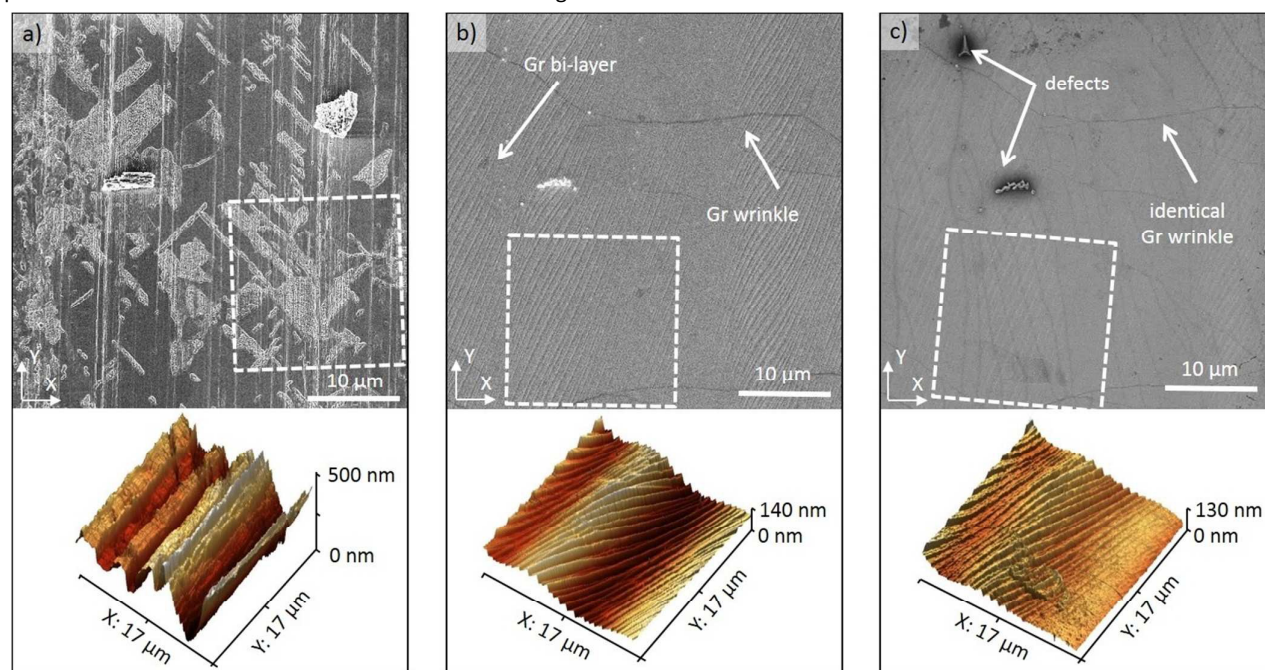 a)
Y
X
10 µm
500 nm
0 nm
X: 17 µm
Y: 17 µm
b)
Gr bi-layer
Gr wrinkle
Y
X
10 µm
140 nm
0 nm
X: 17 µm
Y: 17 µm
c)
defects
identical
Gr wrinkle
Y
X
10 µm
130 nm
0 nm
X: 17 µm
Y: 17 µm